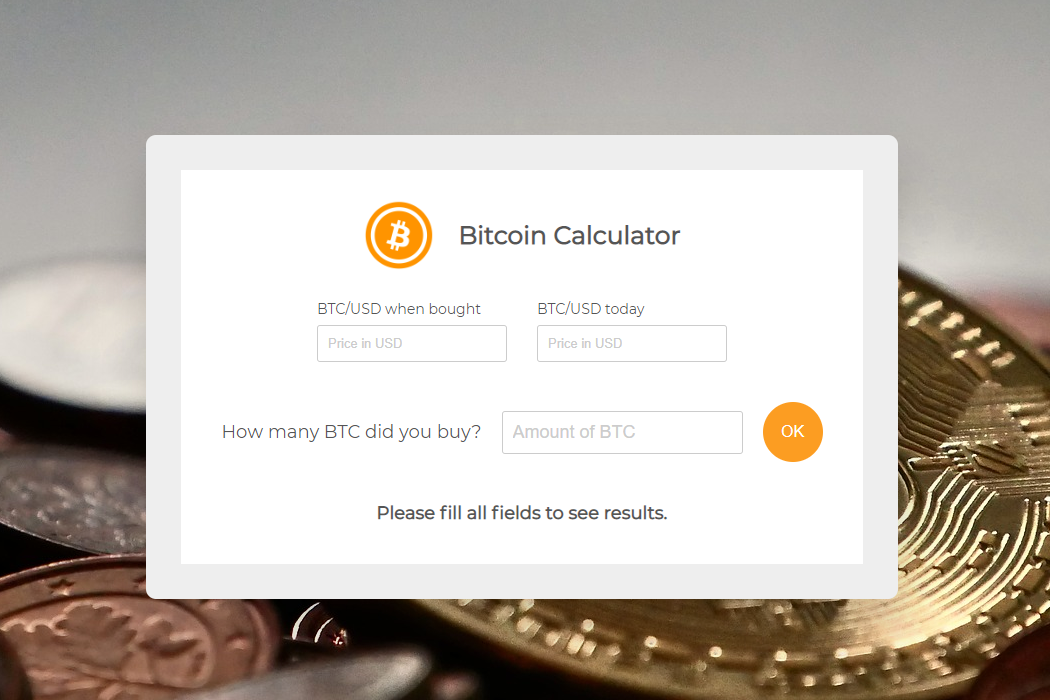 Bitcoin Calculator
BTC/USD when bought
BTC/USD today
Price in USD
Price in USD
How many BTC did you buy?
Amount of BTC
OK
Please fill all fields to see results.